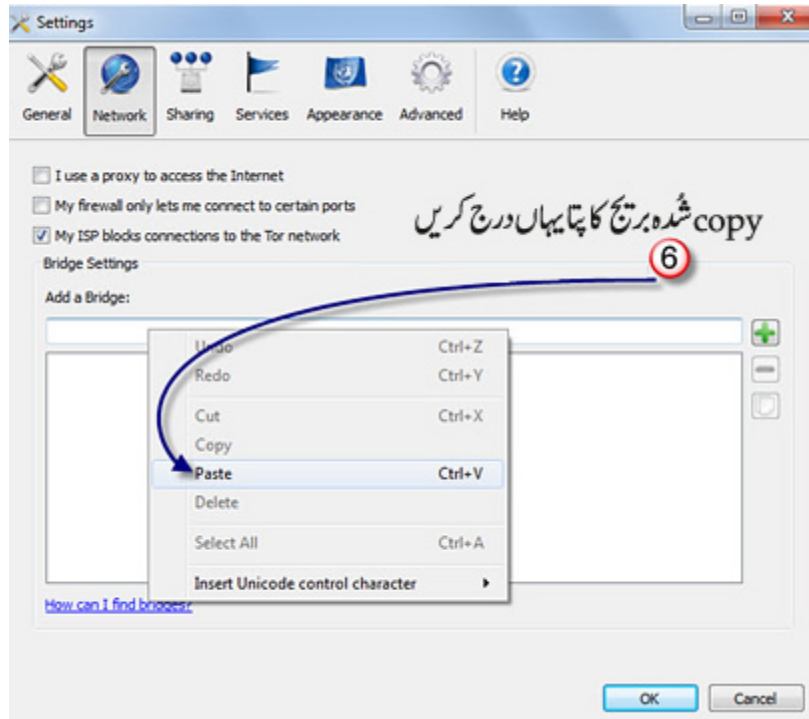 Settings
General Network Sharing Services Appearance Advanced Help
I use a proxy to access the Internet
My firewall only lets me connect to certain ports
My ISP blocks connections to the Tor network
copy شُدہ بریج کا پتا یہاں درج کریں
6
Bridge Settings
Add a Bridge:
Undo Ctrl+Z
Redo Ctrl+Y
Cut Ctrl+X
Copy
Paste Ctrl+V
Delete
Select All Ctrl+A
Insert Unicode control character
How can I find bridges?
OK Cancel